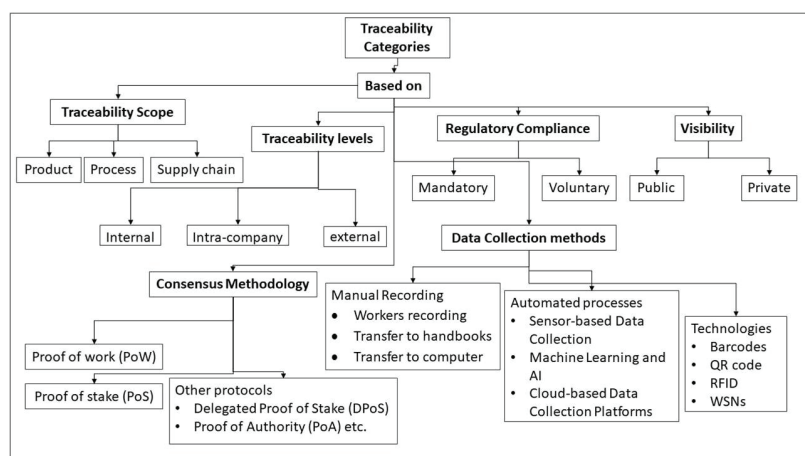 Traceability
Categories
Based on
Traceability Scope
Product
Process
Supply chain
Traceability levels
Internal
Intra-company
external
Regulatory Compliance
Mandatory
Voluntary
Visibility
Public
Private
Consensus Methodology
Proof of work (PoW)
Proof of stake (PoS)
Other protocols
• Delegated Proof of Stake (DPoS)
• Proof of Authority (PoA) etc.
Data Collection methods
Manual Recording
● Workers recording
● Transfer to handbooks
● Transfer to computer
Automated processes
• Sensor-based Data
Collection
• Machine Learning and
AI
• Cloud-based Data
Collection Platforms
Technologies
• Barcodes
• QR code
• RFID
• WSNs